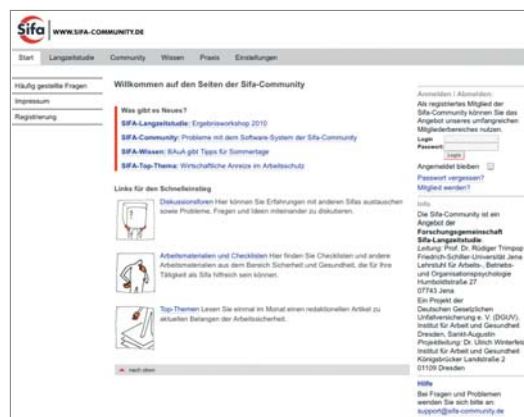 Sifa WWW.SIFA-COMMUNITY.DE
Start Langzeitstudie Community Wissen Praxis Einstellungen
Häufig gestellte Fragen
Impressum
Registrierung
Willkommen auf den Seiten der Sifa-Community
Was gibt es Neues?
SIFA-Langzeitstudie: Ergebnisworkshop 2010
SIFA-Community: Probleme mit dem Software-System der Sifa-Community
SIFA-Wissen: BAuA gibt Tipps für Sommertage
SIFA-Top-Thema: Wirtschaftliche Anreize im Arbeitsschutz
Links für den Schnelleinstieg
Diskussionsforen Hier können Sie Erfahrungen mit anderen Sifas austauschen
sowie Probleme, Fragen und Ideen miteinander zu diskutieren.
Arbeitsmaterialien und Checklisten Hier finden Sie Checklisten und andere
Arbeitsmaterialien aus dem Bereich Sicherheit und Gesundheit, die für Ihre
Tätigkeit als Sifa hilfreich sein können.
Top-Themen Lesen Sie einmal im Monat einen redaktionellen Artikel zu
aktuellen Belangen der Arbeitssicherheit.
nach oben
Anmelden / Abmelden:
Als registriertes Mitglied der
Sifa-Community können Sie das
Angebot unseres umfangreichen
Mitgliederbereiches nutzen.
Login
Passwort:
Login
Angemeldet bleiben
Passwort vergessen?
Mitglied werden?
Info
Die Sifa-Community ist ein
Angebot der
Forschungsgemeinschaft
Sifa-Langzeitstudie:
Leitung: Prof. Dr. Rüdiger Trimpop
Friedrich-Schiller-Universität Jena
Lehrstuhl für Arbeits-, Betriebs-
und Organisationspsychologie
Humboldtstraße 27
07743 Jena
Ein Projekt der
Deutschen Gesetzlichen
Unfallversicherung e. V. (DGUV),
Institut für Arbeit und Gesundheit
Dresden, Sankt-Augustin
Projektleitung: Dr. Ulrich Winterfeld
Institut für Arbeit und Gesundheit
Königsbrücker Landstraße 2
01109 Dresden
Hilfe
Bei Fragen und Problemen
wenden Sie sich bitte an:
support@sifa-community.de